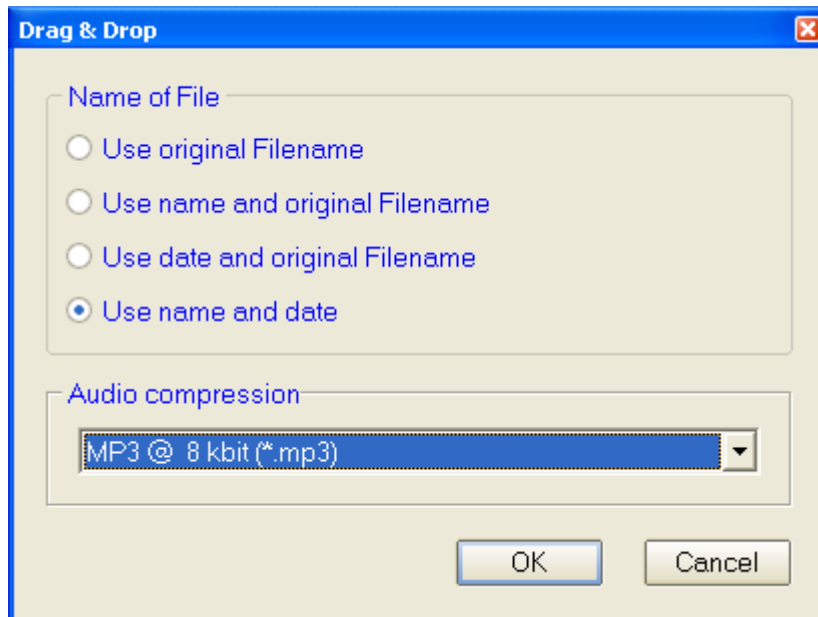 Drag & Drop
Name of File
Use original Filename
Use name and original Filename
Use date and original Filename
Use name and date
Audio compression
MP3 @  8 kbit (*.mp3)
OK
Cancel